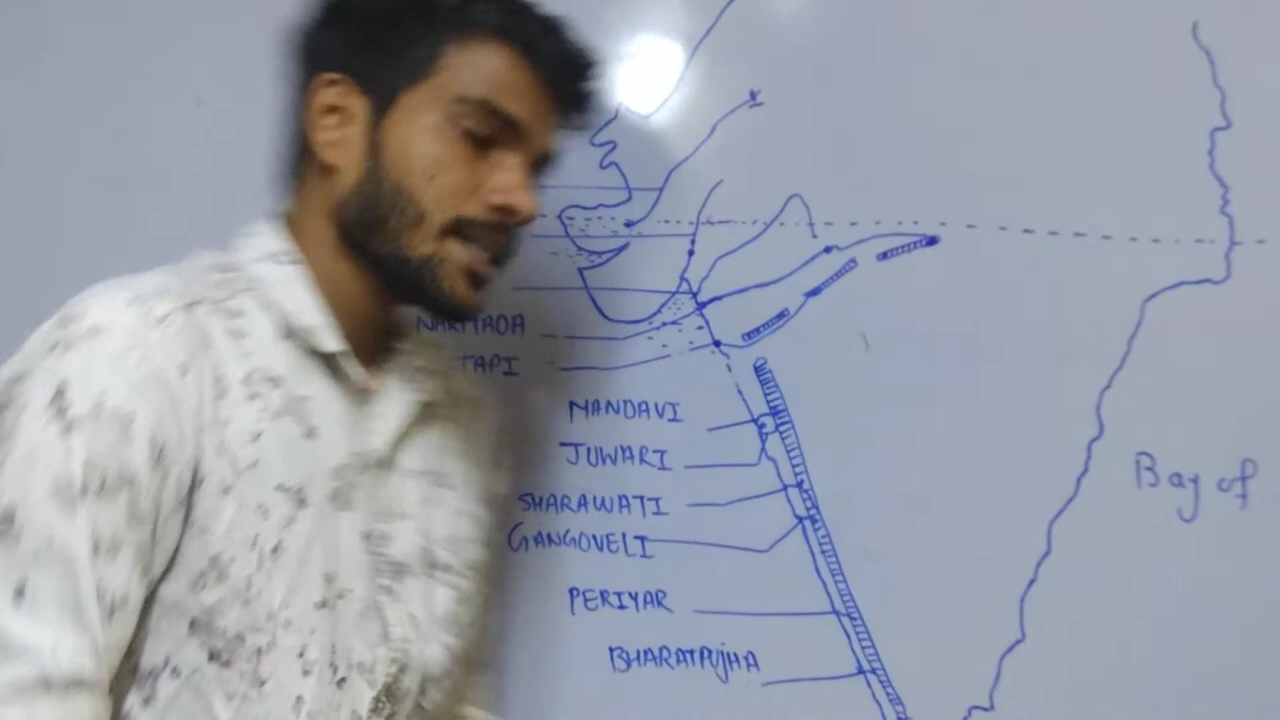 NARMADA
TAPI
MANDAVI
JUWARI
SHARAWATI
GANGOVELI
PERIYAR
BHARATPUJHA
Bay of